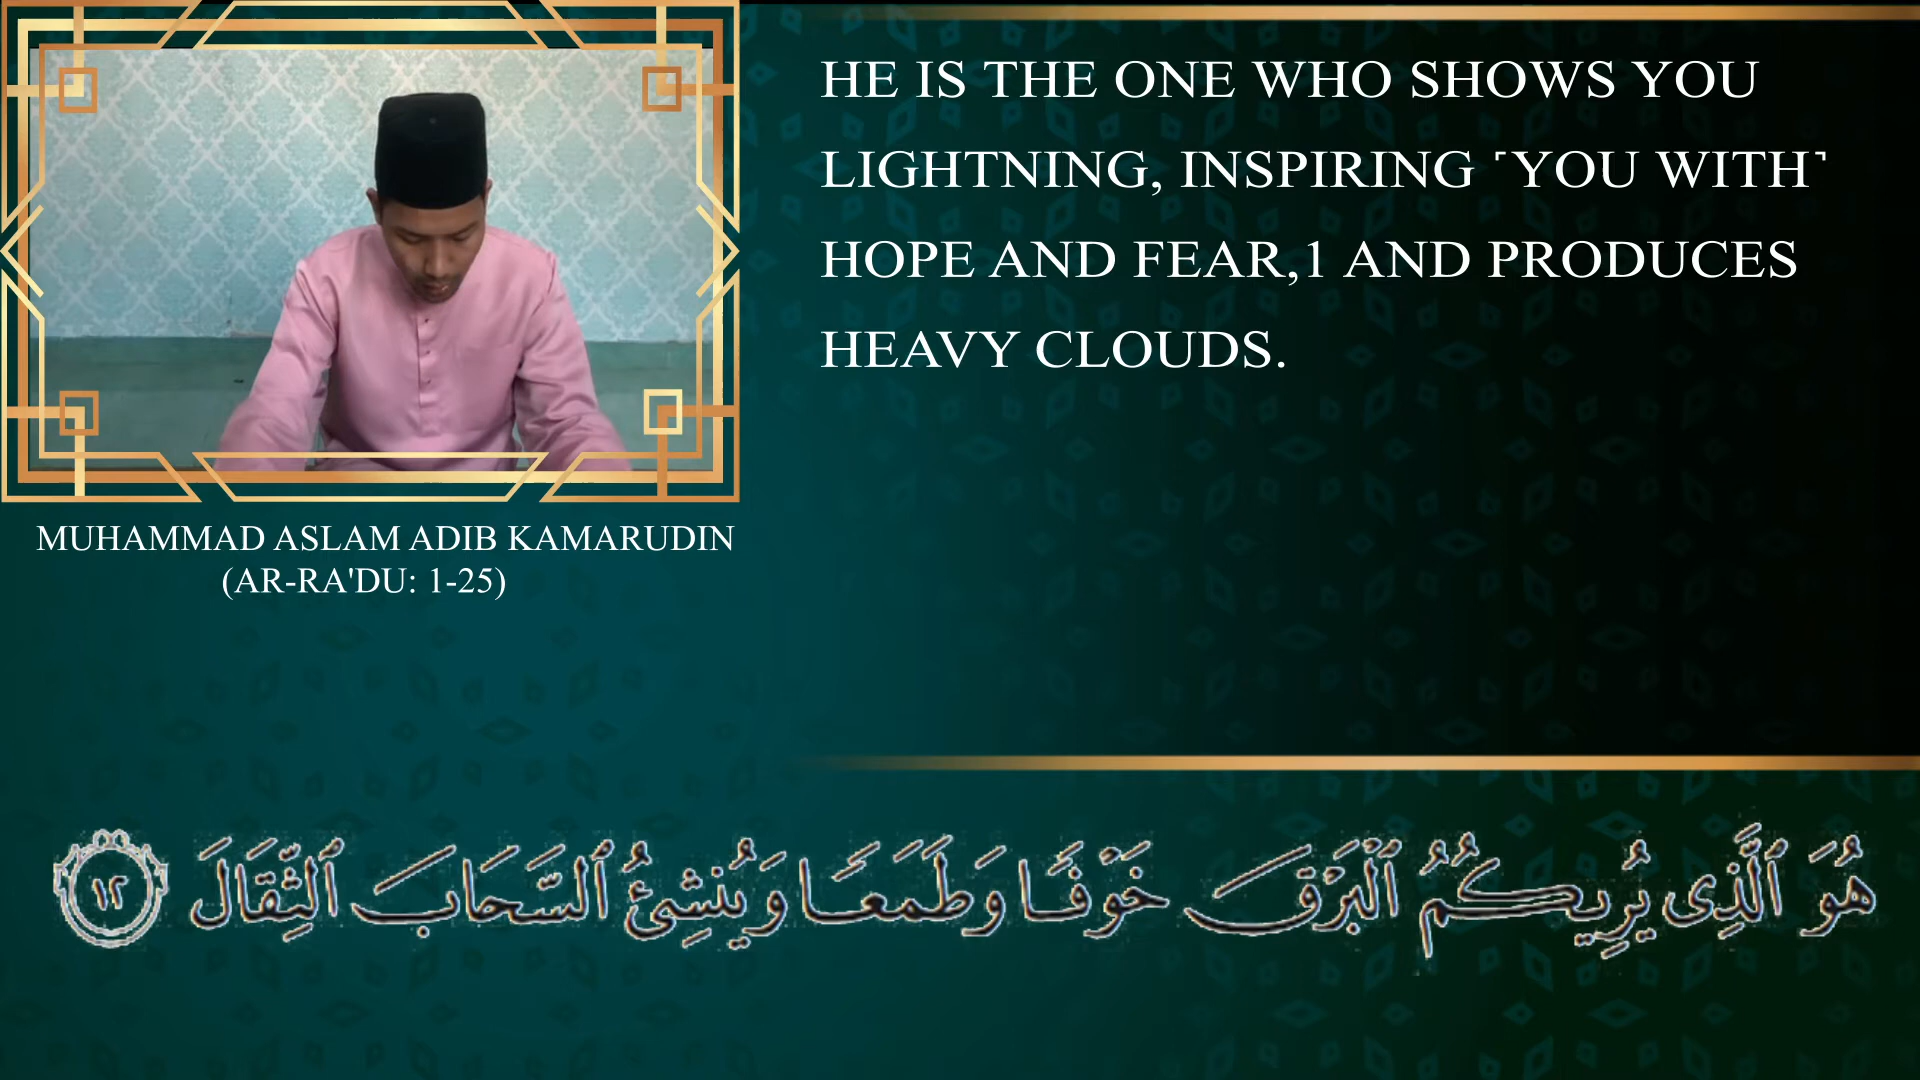 HE IS THE ONE WHO SHOWS YOU
LIGHTNING, INSPIRING ˹YOU WITH˺
HOPE AND FEAR,1 AND PRODUCES
HEAVY CLOUDS.
MUHAMMAD ASLAM ADIB KAMARUDIN
(AR-RA'DU: 1-25)
هُوَ ٱلَّذِى يُرِيكُمُ ٱلْبَرْقَ خَوْفًا وَطَمَعًا وَيُنشِئُ ٱلسَّحَابَ ٱلثِّقَالَ ١٢